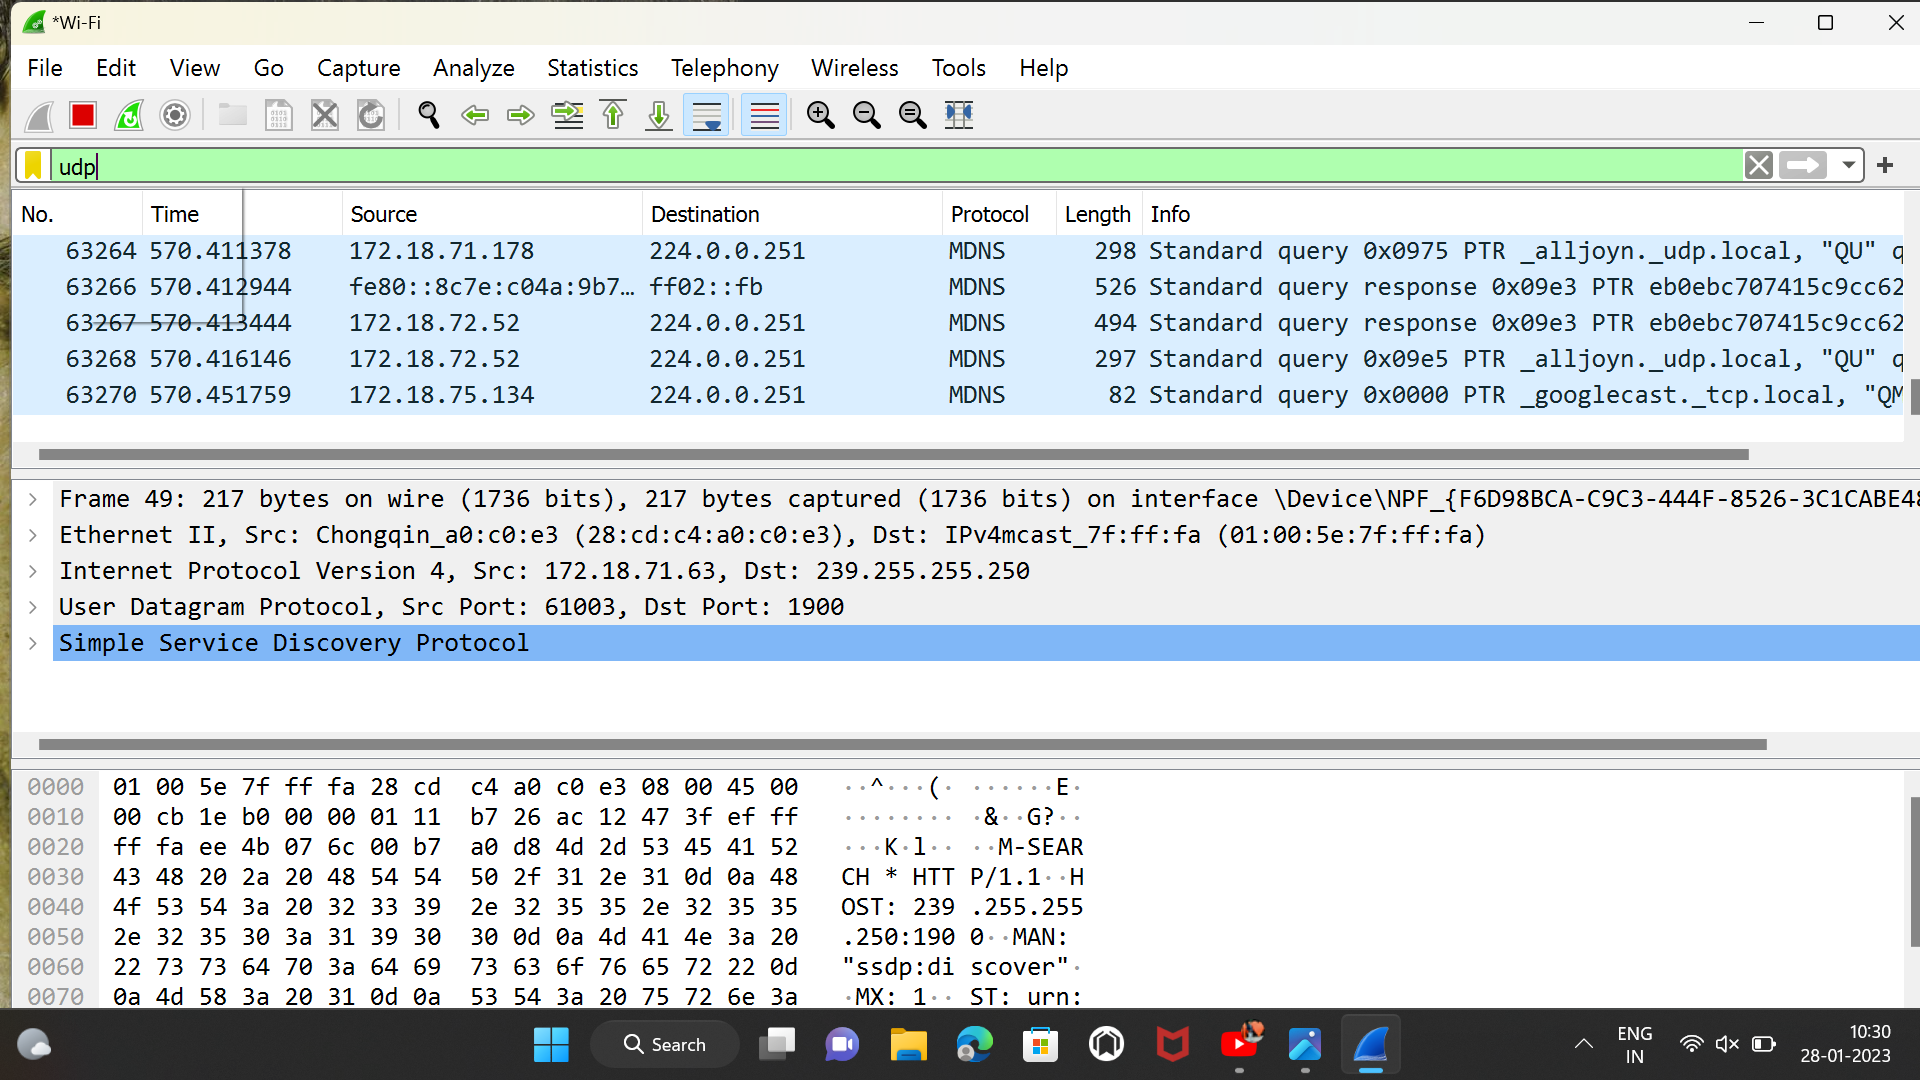 *Wi-Fi
File Edit View Go Capture Analyze Statistics Telephony Wireless Tools Help
udp
No. Time Source Destination Protocol Length Info
63264 570.411378 172.18.71.178 224.0.0.251 MDNS 298 Standard query 0x0975 PTR _alljoyn._udp.local, "QU" q
63266 570.412944 fe80::8c7e:c04a:9b7… ff02::fb MDNS 526 Standard query response 0x09e3 PTR eb0ebc707415c9cc62
63267 570.413444 172.18.72.52 224.0.0.251 MDNS 494 Standard query response 0x09e3 PTR eb0ebc707415c9cc62
63268 570.416146 172.18.72.52 224.0.0.251 MDNS 297 Standard query 0x09e5 PTR _alljoyn._udp.local, "QU" q
63270 570.451759 172.18.75.134 224.0.0.251 MDNS 82 Standard query 0x0000 PTR _googlecast._tcp.local, "QM
Frame 49: 217 bytes on wire (1736 bits), 217 bytes captured (1736 bits) on interface \Device\NPF_{F6D98BCA-C9C3-444F-8526-3C1CABE48
Ethernet II, Src: Chongqin_a0:c0:e3 (28:cd:c4:a0:c0:e3), Dst: IPv4mcast_7f:ff:fa (01:00:5e:7f:ff:fa)
Internet Protocol Version 4, Src: 172.18.71.63, Dst: 239.255.255.250
User Datagram Protocol, Src Port: 61003, Dst Port: 1900
Simple Service Discovery Protocol
0000 01 00 5e 7f ff fa 28 cd c4 a0 c0 e3 08 00 45 00 ··^···(· ······E·
0010 00 cb 1e b0 00 00 01 11 b7 26 ac 12 47 3f ef ff ········ ·&··G?··
0020 ff fa ee 4b 07 6c 00 b7 a0 d8 4d 2d 53 45 41 52 ···K·l·· ··M-SEAR
0030 43 48 20 2a 20 48 54 54 50 2f 31 2e 31 0d 0a 48 CH * HTT P/1.1··H
0040 4f 53 54 3a 20 32 33 39 2e 32 35 35 2e 32 35 35 OST: 239 .255.255
0050 2e 32 35 30 3a 31 39 30 30 0d 0a 4d 41 4e 3a 20 .250:190 0··MAN:
0060 22 73 73 64 70 3a 64 69 73 63 6f 76 65 72 22 0d "ssdp:di scover"·
0070 0a 4d 58 3a 20 31 0d 0a 53 54 3a 20 75 72 6e 3a ·MX: 1·· ST: urn:
Search
ENG
IN
10:30
28-01-2023